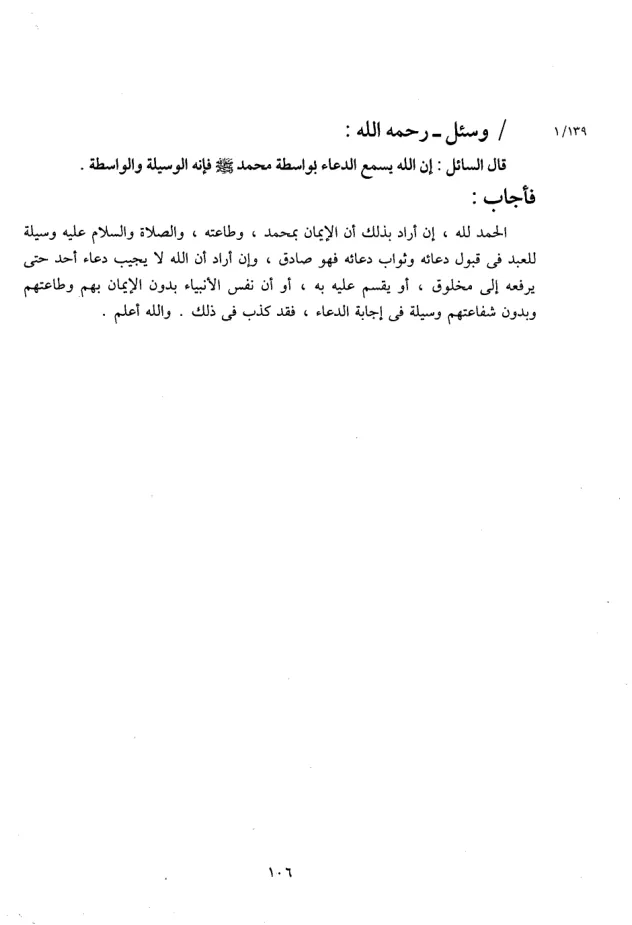 ١/١٣٩ / وسئل ـ رحمه الله :
قال السائل : إن الله يسمع الدعاء بواسطة محمد ﷺ فإنه الوسيلة والواسطة .
فأجاب :
الحمد لله ، إن أراد بذلك أن الإيمان بمحمد ، وطاعته ، والصلاة والسلام عليه وسيلة
للعبد فى قبول دعائه وثواب دعائه فهو صادق ، وإن أراد أن الله لا يجيب دعاء أحد حتى
يرفعه إلى مخلوق ، أو يقسم عليه به ، أو أن نفس الأنبياء بدون الإيمان بهم وطاعتهم
وبدون شفاعتهم وسيلة فى إجابة الدعاء ، فقد كذب فى ذلك . والله أعلم .
١٠٦